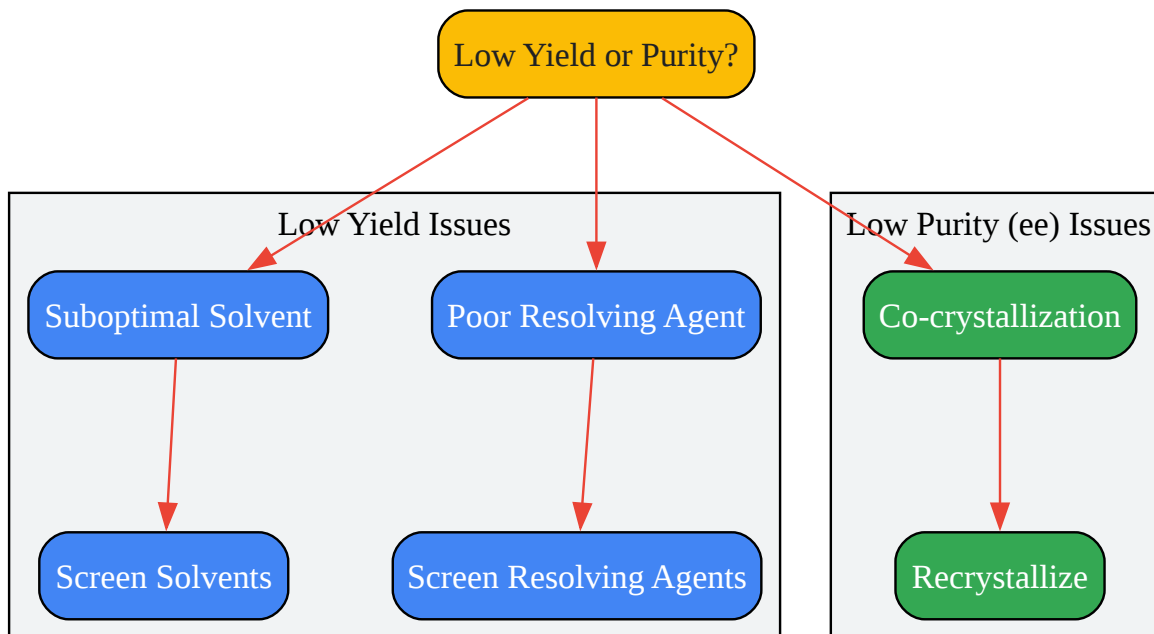 Low Yield or Purity?
Low Yield Issues
Low Purity (ee) Issues
Suboptimal Solvent
Poor Resolving Agent
Co-crystallization
Screen Solvents
Screen Resolving Agents
Recrystallize